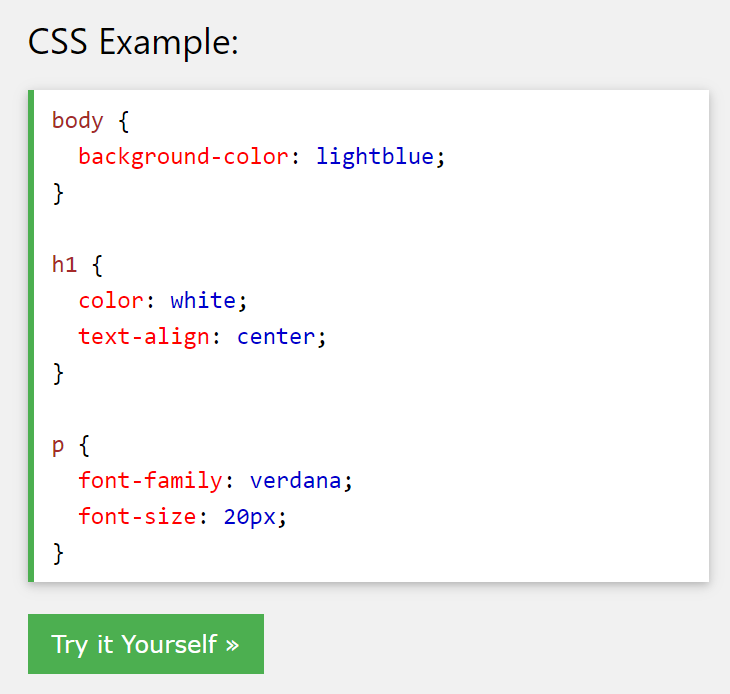 CSS Example:
body {
  background-color: lightblue;
}

h1 {
  color: white;
  text-align: center;
}

p {
  font-family: verdana;
  font-size: 20px;
}
Try it Yourself »